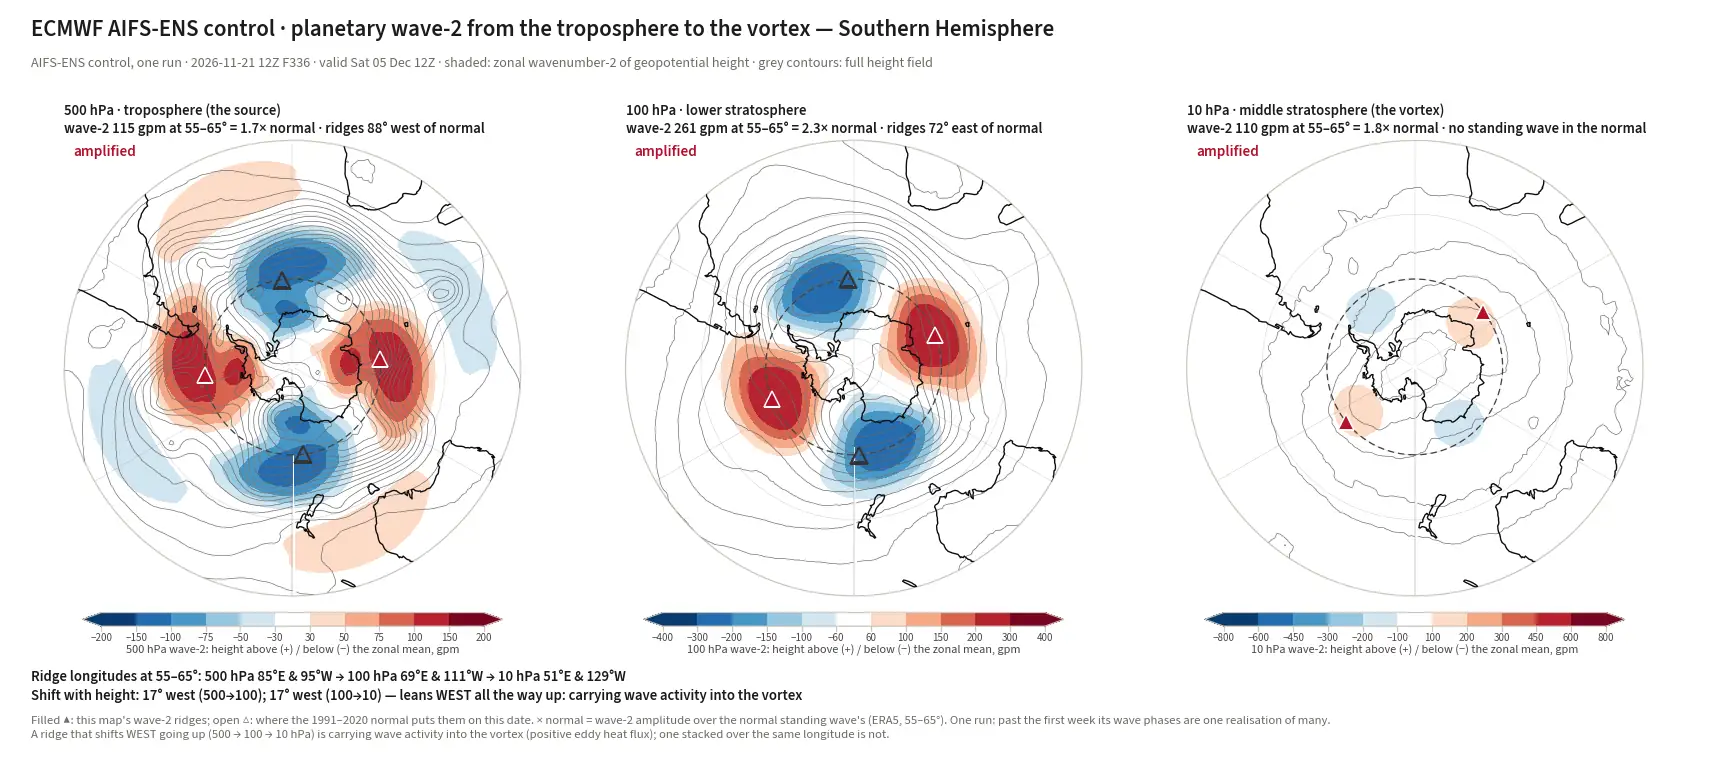 ECMWF AIFS-ENS control · planetary wave-2 from the troposphere to the vortex — Southern Hemisphere
AIFS-ENS control, one run · 2026-11-21 12Z F336 · valid Sat 05 Dec 12Z · shaded: zonal wavenumber-2 of geopotential height · grey contours: full height field
500 hPa · troposphere (the source)
wave-2 115 gpm at 55–65° = 1.7× normal · ridges 88° west of normal
amplified
100 hPa · lower stratosphere
wave-2 261 gpm at 55–65° = 2.3× normal · ridges 72° east of normal
amplified
10 hPa · middle stratosphere (the vortex)
wave-2 110 gpm at 55–65° = 1.8× normal · no standing wave in the normal
amplified
−200 −150 −100 −75 −50 −30 30 50 75 100 150 200
500 hPa wave-2: height above (+) / below (−) the zonal mean, gpm
−400 −300 −200 −150 −100 −60 60 100 150 200 300 400
100 hPa wave-2: height above (+) / below (−) the zonal mean, gpm
−800 −600 −450 −300 −200 −100 100 200 300 450 600 800
10 hPa wave-2: height above (+) / below (−) the zonal mean, gpm
Ridge longitudes at 55–65°: 500 hPa 85°E & 95°W → 100 hPa 69°E & 111°W → 10 hPa 51°E & 129°W
Shift with height: 17° west (500→100); 17° west (100→10) — leans WEST all the way up: carrying wave activity into the vortex
Filled ▲: this map's wave-2 ridges; open △: where the 1991–2020 normal puts them on this date. × normal = wave-2 amplitude over the normal standing wave's (ERA5, 55–65°). One run: past the first week its wave phases are one realisation of many.
A ridge that shifts WEST going up (500 → 100 → 10 hPa) is carrying wave activity into the vortex (positive eddy heat flux); one stacked over the same longitude is not.